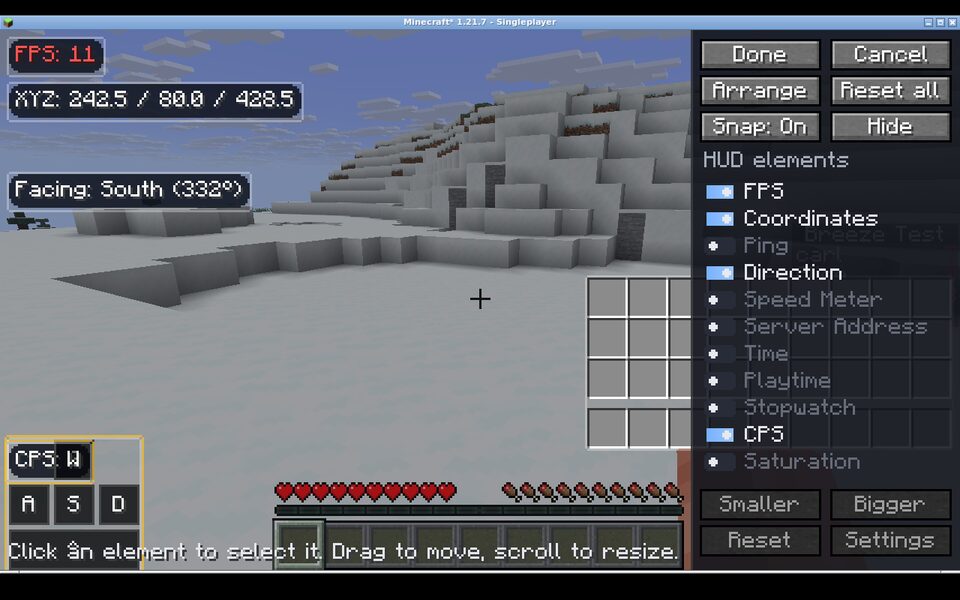 Minecraft* 1.21.7 - Singleplayer
FPS: 11
XYZ: 242.5 / 80.0 / 428.5
Facing: South (332°)
Done
Cancel
Arrange
Reset all
Snap: On
Hide
HUD elements
FPS
Coordinates
Ping
Direction
Speed Meter
Server Address
Time
Playtime
Stopwatch
CPS
Saturation
Breeze Test
Smaller
Bigger
Reset
Settings
CPS: W
A S D
Click an element to select it. Drag to move, scroll to resize.